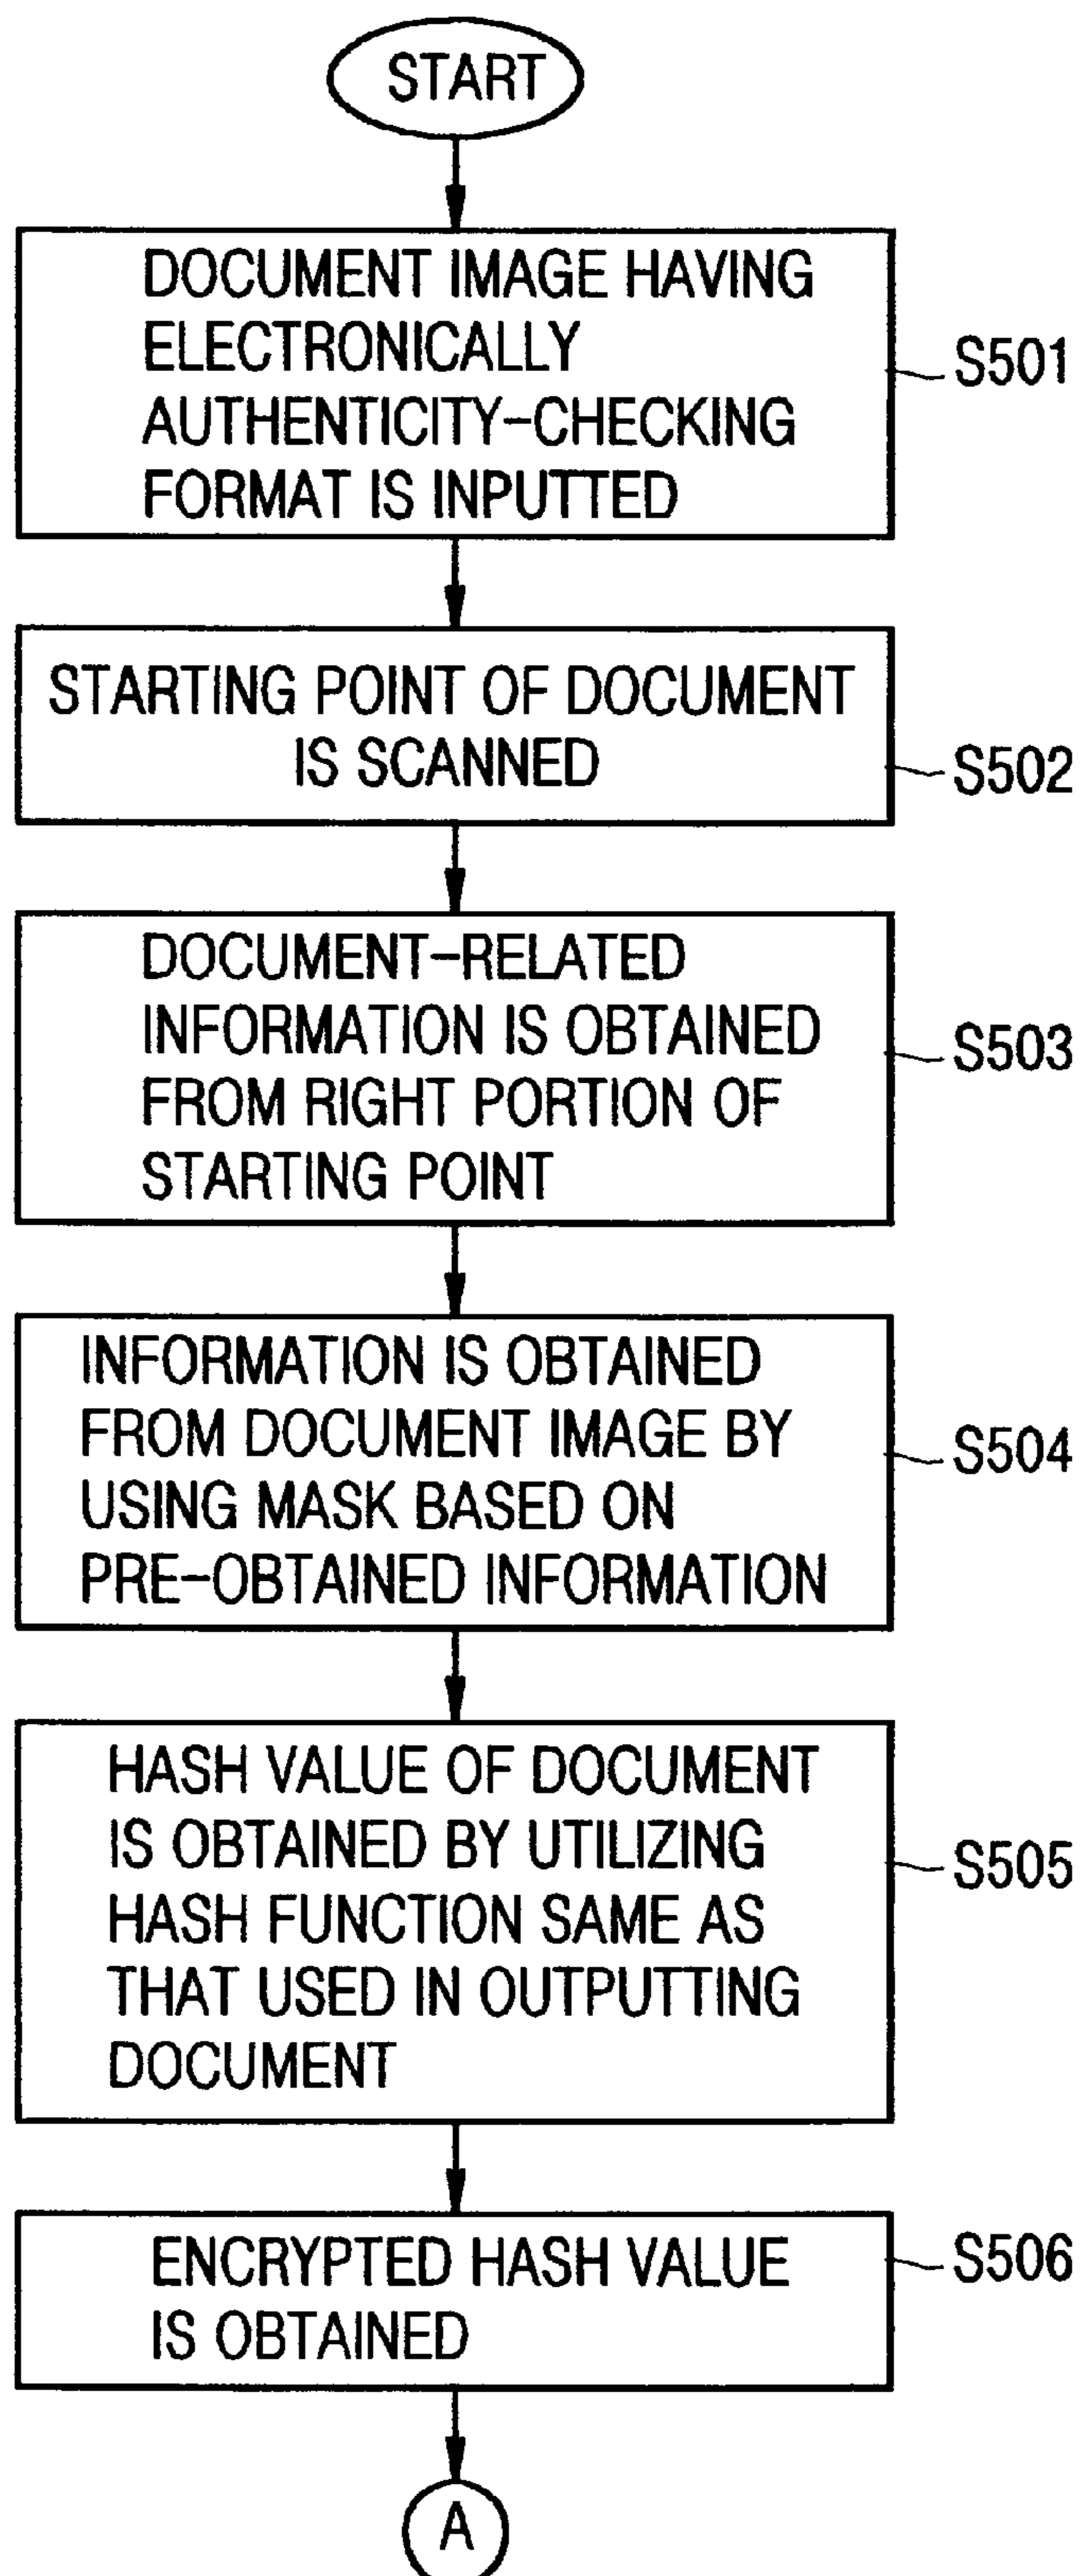 START
DOCUMENT IMAGE HAVING
ELECTRONICALLY
AUTHENTICITY-CHECKING
FORMAT IS INPUTTED
S501
STARTING POINT OF DOCUMENT
IS SCANNED
S502
DOCUMENT-RELATED
INFORMATION IS OBTAINED
FROM RIGHT PORTION OF
STARTING POINT
S503
INFORMATION IS OBTAINED
FROM DOCUMENT IMAGE BY
USING MASK BASED ON
PRE-OBTAINED INFORMATION
S504
HASH VALUE OF DOCUMENT
IS OBTAINED BY UTILIZING
HASH FUNCTION SAME AS
THAT USED IN OUTPUTTING
DOCUMENT
S505
ENCRYPTED HASH VALUE
IS OBTAINED
S506
A